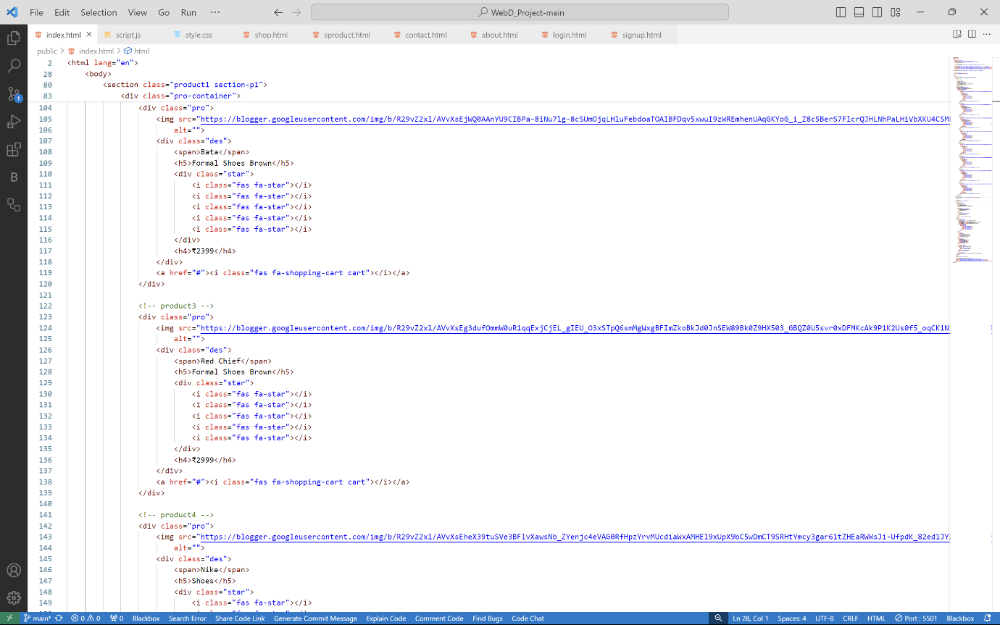 File Edit Selection View Go Run ··· WebD_Project-main
index.html script.js style.css shop.html sproduct.html contact.html about.html login.html signup.html
public > index.html > html
2 <html lang="en">
28 <body>
80 <section class="product1 section-p1">
83 <div class="pro-container">
104 <div class="pro">
105 <img src="https://blogger.googleusercontent.com/img/b/R29vZ2xl/
106 alt="">
107 <div class="des">
108 <span>Bata</span>
109 <h5>Formal Shoes Brown</h5>
110 <div class="star">
111 <i class="fas fa-star"></i>
112 <i class="fas fa-star"></i>
113 <i class="fas fa-star"></i>
114 <i class="fas fa-star"></i>
115 <i class="fas fa-star"></i>
116 </div>
117 <h4>₹2399</h4>
118 </div>
119 <a href="#"><i class="fas fa-shopping-cart cart"></i></a>
120 </div>
121
122 <!-- product3 -->
123 <div class="pro">
124 <img src="https://blogger.googleusercontent.com/img/b/R29vZ2xl/
125 alt="">
126 <div class="des">
127 <span>Red Chief</span>
128 <h5>Formal Shoes Brown</h5>
129 <div class="star">
130 <i class="fas fa-star"></i>
131 <i class="fas fa-star"></i>
132 <i class="fas fa-star"></i>
133 <i class="fas fa-star"></i>
134 <i class="fas fa-star"></i>
135 </div>
136 <h4>₹2999</h4>
137 </div>
138 <a href="#"><i class="fas fa-shopping-cart cart"></i></a>
139 </div>
140
141 <!-- product4 -->
142 <div class="pro">
143 <img src="https://blogger.googleusercontent.com/img/b/R29vZ2xl/
144 alt="">
145 <div class="des">
146 <span>Nike</span>
147 <h5>Shoes</h5>
148 <div class="star">
149 <i class="fas fa-star"></i>
main* 0 0 0 Blackbox Search Error Share Code Link Generate Commit Message Explain Code Comment Code Find Bugs Code Chat Ln 28, Col 1 Spaces: 4 UTF-8 CRLF HTML Port : 5501 Blackbox